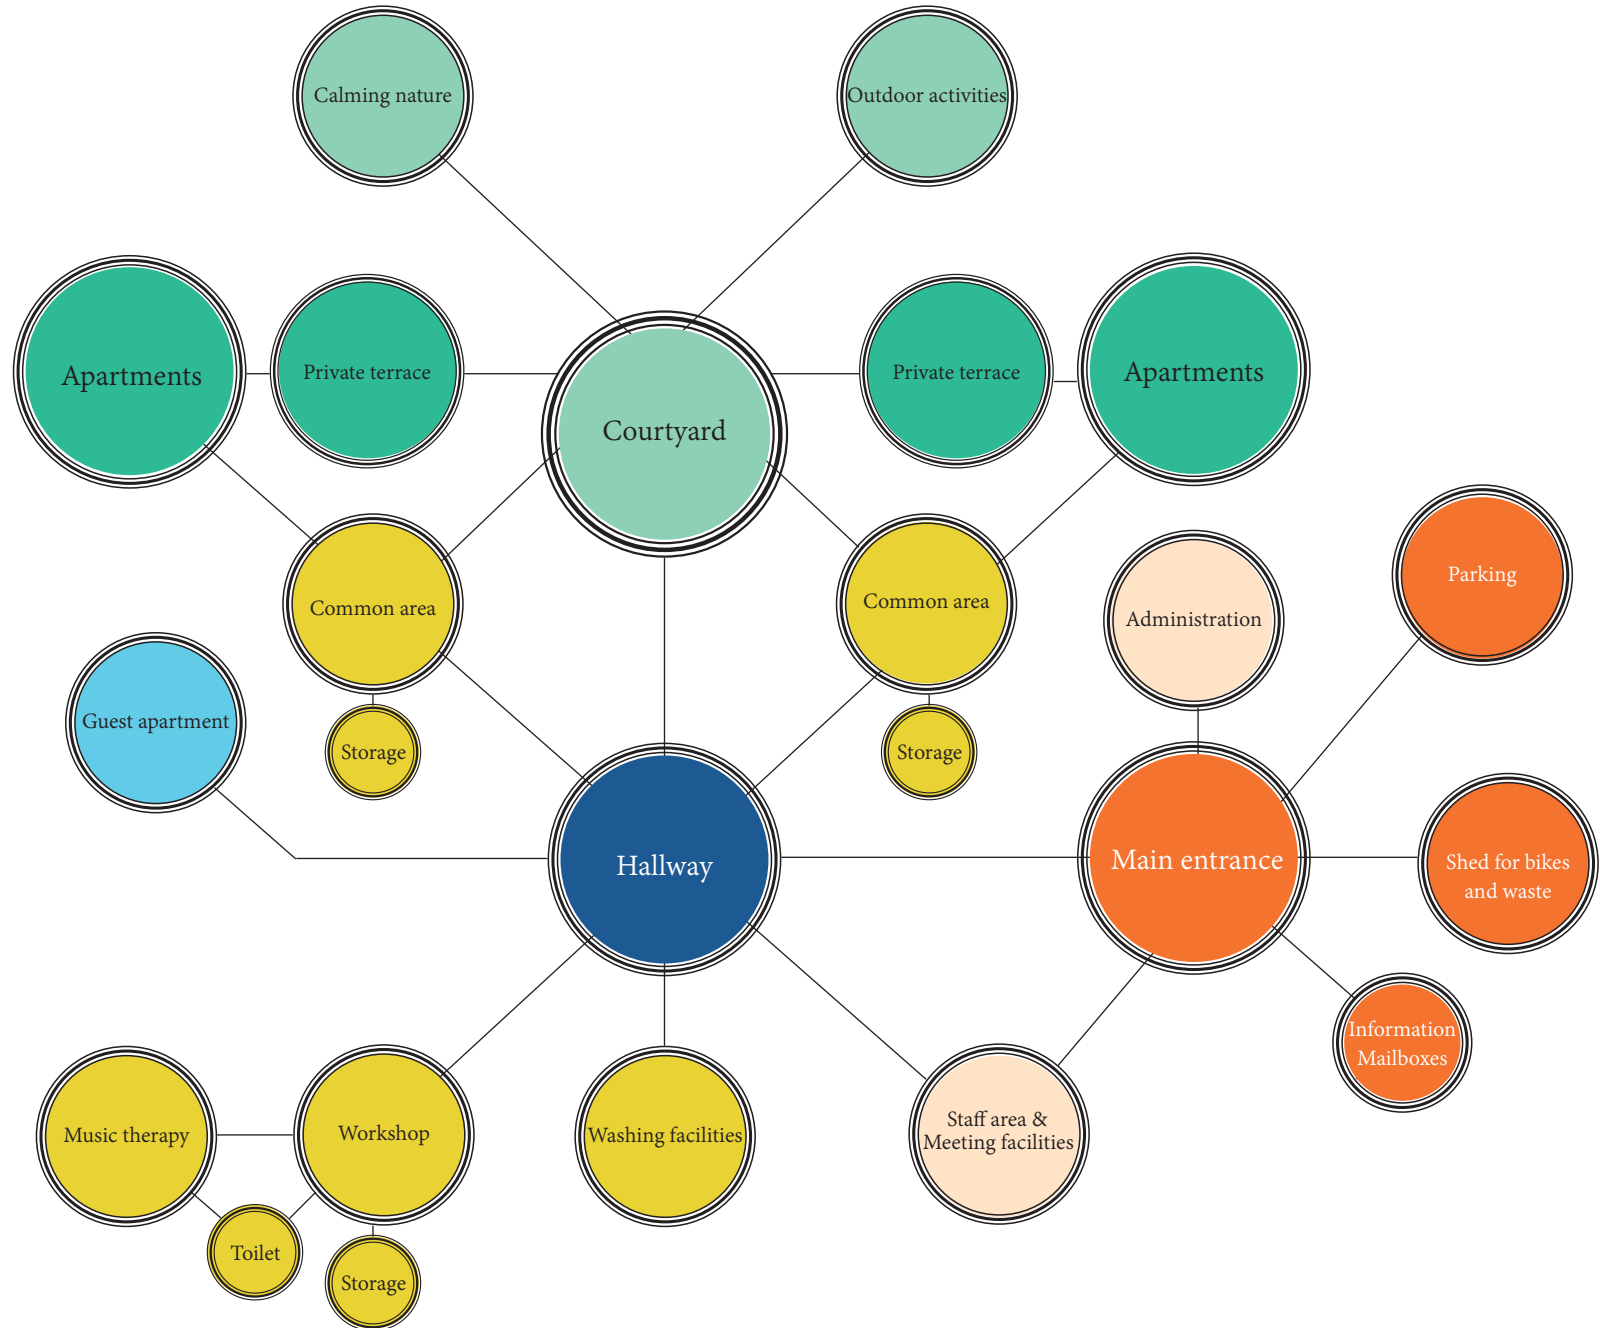 Calming nature
Outdoor activities
Apartments
Private terrace
Courtyard
Private terrace
Apartments
Common area
Common area
Administration
Parking
Guest apartment
Storage
Storage
Hallway
Main entrance
Shed for bikes
and waste
Information
Mailboxes
Music therapy
Workshop
Washing facilities
Staff area &
Meeting facilities
Toilet
Storage